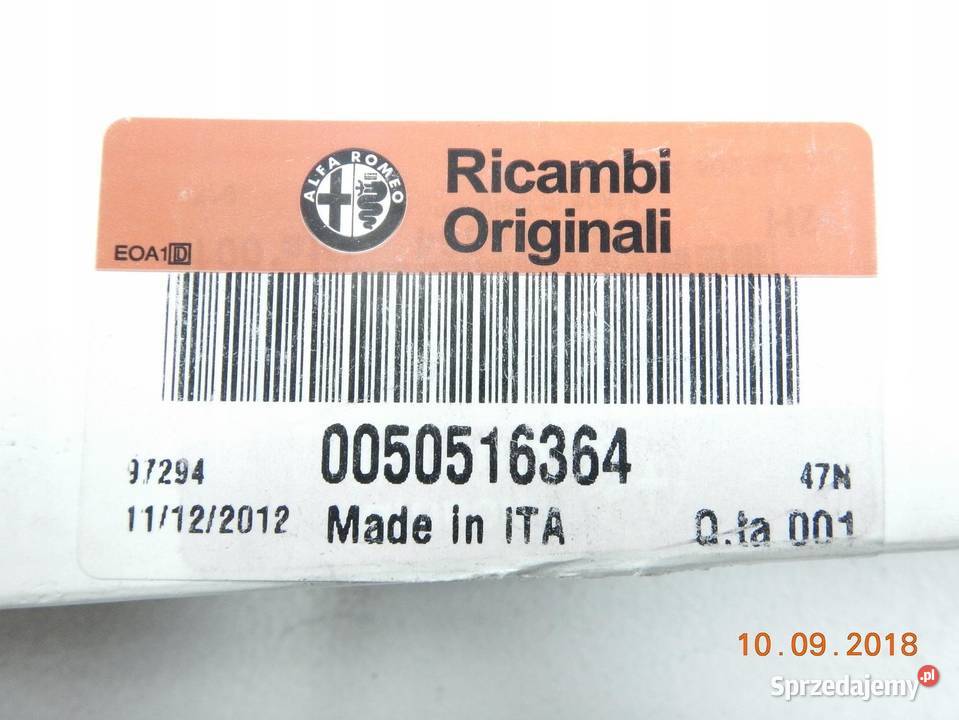 ALFA ROMEO
Ricambi
Originali
EOA1 D
0050516364
97294
47N
11/12/2012
Made in ITA
Q.ta 001
10.09.2018
Sprzedajemy.pl